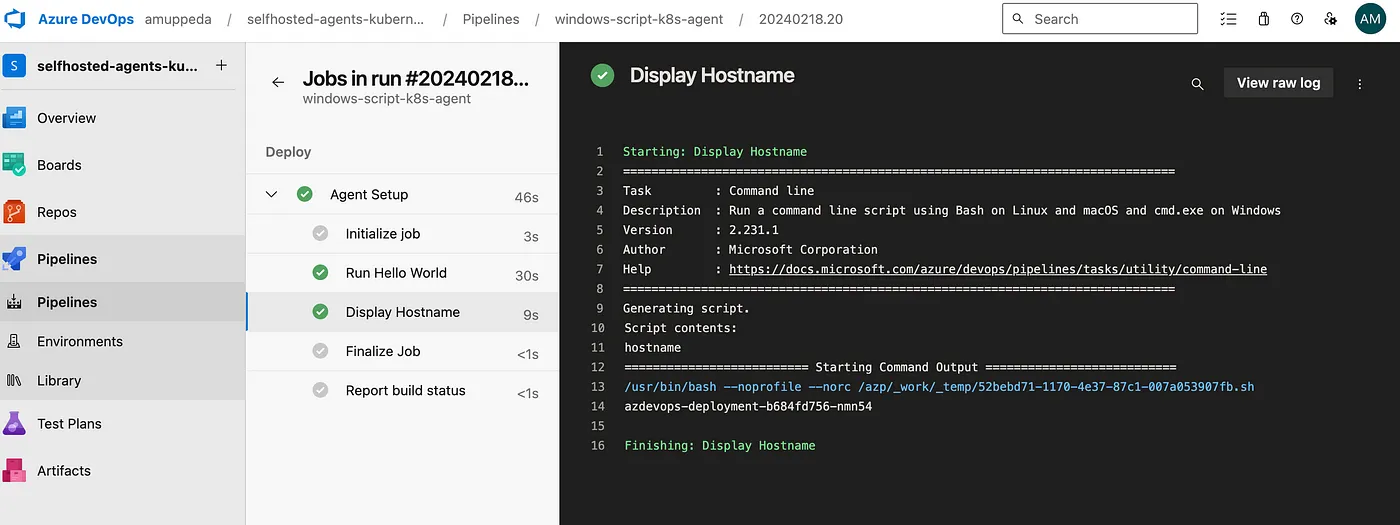 Azure DevOps amuppeda / selfhosted-agents-kubern... / Pipelines / windows-script-k8s-agent / 20240218.20
Search
AM
S selfhosted-agents-ku... +
Overview
Boards
Repos
Pipelines
Pipelines
Environments
Library
Test Plans
Artifacts
Jobs in run #20240218...
windows-script-k8s-agent
Deploy
Agent Setup 46s
Initialize job 3s
Run Hello World 30s
Display Hostname 9s
Finalize Job <1s
Report build status <1s
Display Hostname
View raw log
1 Starting: Display Hostname
2 ==============================================================================
3 Task : Command line
4 Description : Run a command line script using Bash on Linux and macOS and cmd.exe on Windows
5 Version : 2.231.1
6 Author : Microsoft Corporation
7 Help : https://docs.microsoft.com/azure/devops/pipelines/tasks/utility/command-line
8 ==============================================================================
9 Generating script.
10 Script contents:
11 hostname
12 ========================== Starting Command Output ===========================
13 /usr/bin/bash --noprofile --norc /azp/_work/_temp/52bebd71-1170-4e37-87c1-007a053907fb.sh
14 azdevops-deployment-b684fd756-nmn54
15
16 Finishing: Display Hostname